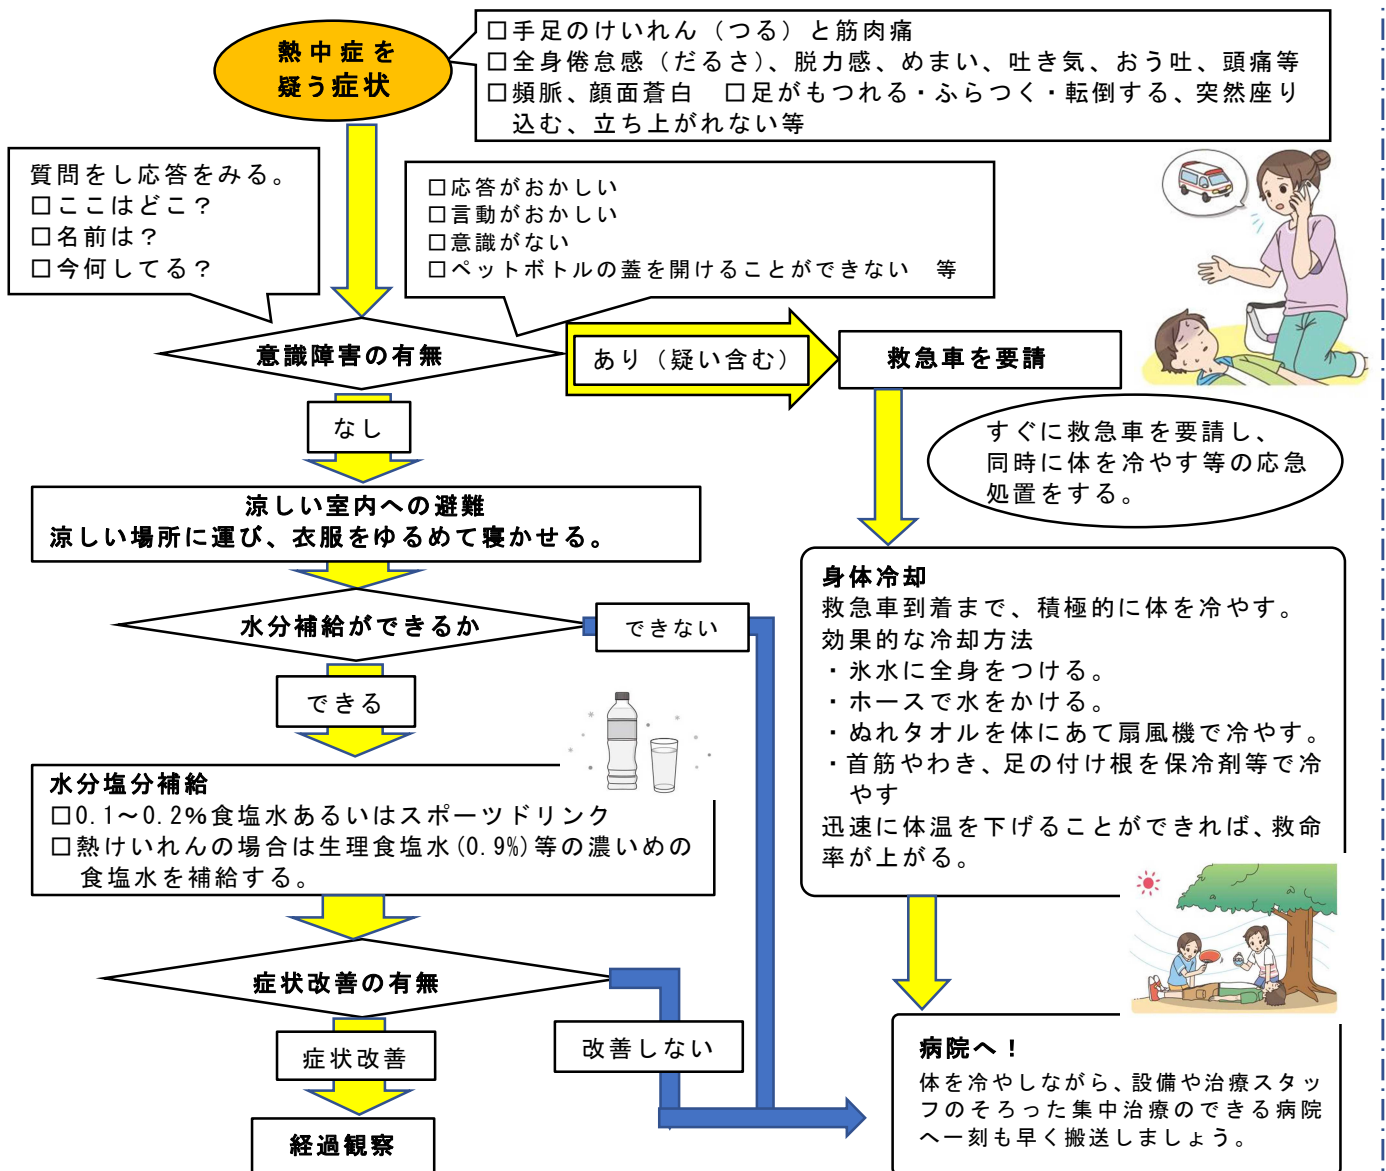 熱中症を
疑う症状
□手足のけいれん（つる）と筋肉痛
□全身倦怠感（だるさ）、脱力感、めまい、吐き気、おう吐、頭痛等
□頻脈、顔面蒼白　□足がもつれる・ふらつく・転倒する、突然座り
込む、立ち上がれない等
質問をし応答をみる。
□ここはどこ？
□名前は？
□今何してる？
□応答がおかしい
□言動がおかしい
□意識がない
□ペットボトルの蓋を開けることができない　等
意識障害の有無
あり（疑い含む）
救急車を要請
なし
すぐに救急車を要請し、
同時に体を冷やす等の応急
処置をする。
涼しい室内への避難
涼しい場所に運び、衣服をゆるめて寝かせる。
水分補給ができるか
できない
できる
身体冷却
救急車到着まで、積極的に体を冷やす。
効果的な冷却方法
・氷水に全身をつける。
・ホースで水をかける。
・ぬれタオルを体にあて扇風機で冷やす。
・首筋やわき、足の付け根を保冷剤等で冷
やす
迅速に体温を下げることができれば、救命
率が上がる。
水分塩分補給
□0.1～0.2%食塩水あるいはスポーツドリンク
□熱けいれんの場合は生理食塩水(0.9%)等の濃いめの
食塩水を補給する。
症状改善の有無
症状改善
改善しない
経過観察
病院へ！
体を冷やしながら、設備や治療スタッ
フのそろった集中治療のできる病院
へ一刻も早く搬送しましょう。